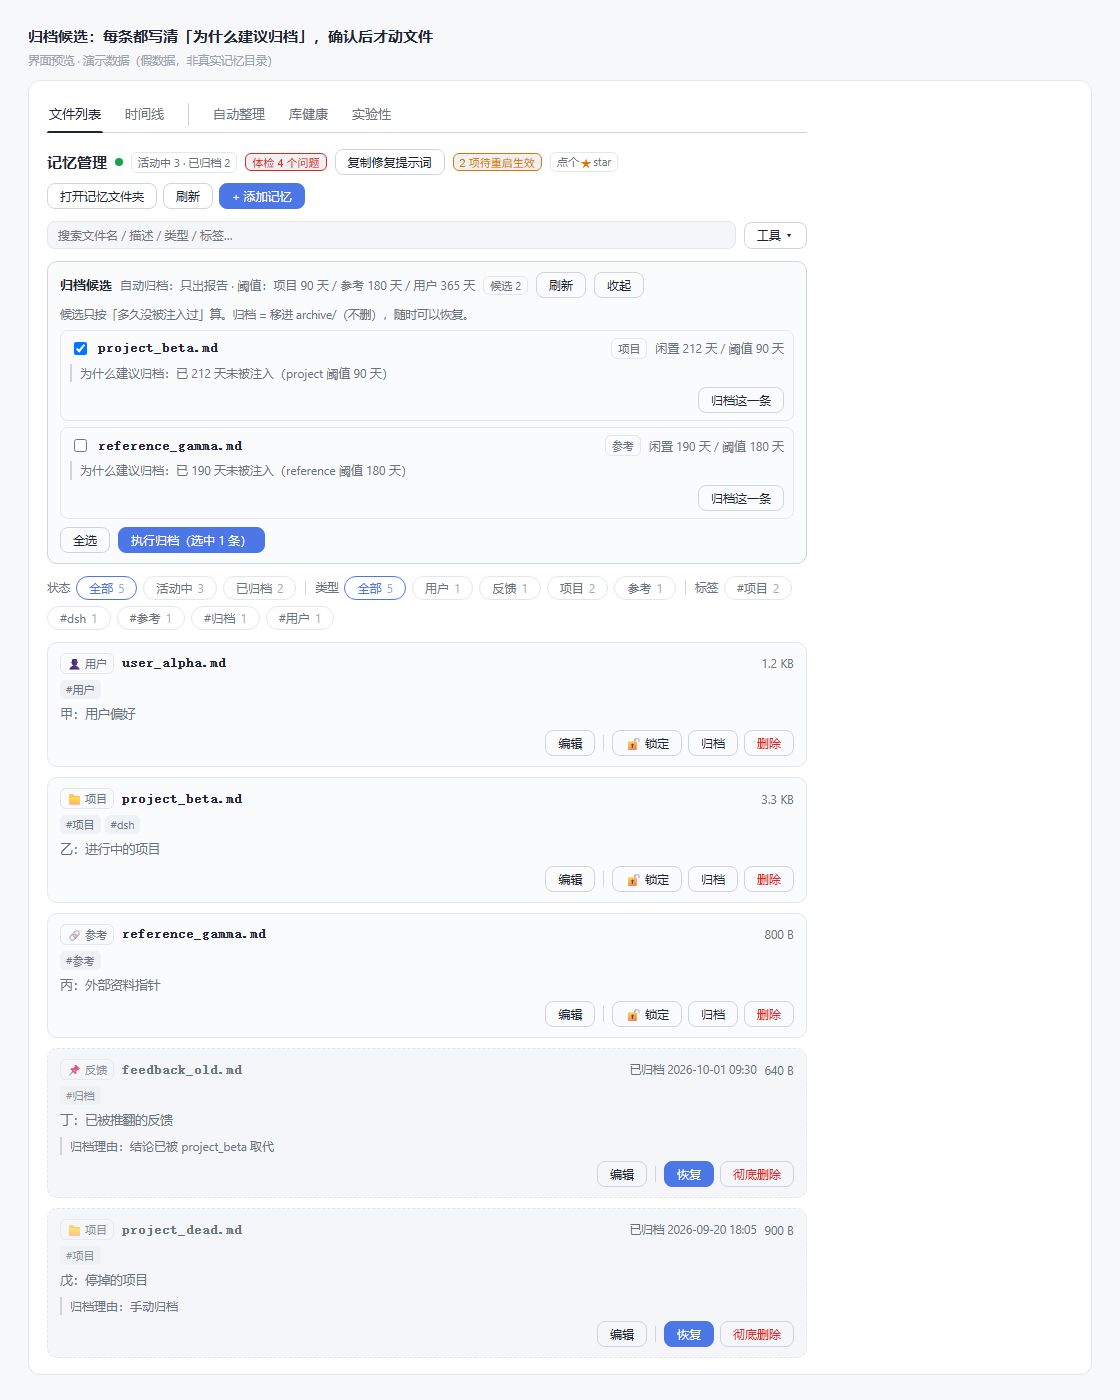 归档候选：每条都写清「为什么建议归档」，确认后才动文件
界面预览 · 演示数据（假数据，非真实记忆目录）
文件列表 时间线 自动整理 库健康 实验性
记忆管理 活动中 3 · 已归档 2 体检 4 个问题 复制修复提示词 2 项待重启生效 点个★star
打开记忆文件夹 刷新 + 添加记忆
搜索文件名 / 描述 / 类型 / 标签... 工具
归档候选 自动归档：只出报告 · 阈值：项目 90 天 / 参考 180 天 / 用户 365 天 候选 2 刷新 收起
候选只按「多久没被注入过」算。归档 = 移进 archive/（不删），随时可以恢复。
project_beta.md 项目 闲置 212 天 / 阈值 90 天
为什么建议归档：已 212 天未被注入（project 阈值 90 天）
归档这一条
reference_gamma.md 参考 闲置 190 天 / 阈值 180 天
为什么建议归档：已 190 天未被注入（reference 阈值 180 天）
归档这一条
全选 执行归档（选中 1 条）
状态 全部 5 活动中 3 已归档 2 类型 全部 5 用户 1 反馈 1 项目 2 参考 1 标签 #项目 2
#dsh 1 #参考 1 #归档 1 #用户 1
用户 user_alpha.md 1.2 KB
#用户
甲：用户偏好
编辑 锁定 归档 删除
项目 project_beta.md 3.3 KB
#项目 #dsh
乙：进行中的项目
编辑 锁定 归档 删除
参考 reference_gamma.md 800 B
#参考
丙：外部资料指针
编辑 锁定 归档 删除
反馈 feedback_old.md 已归档 2026-10-01 09:30 640 B
#归档
丁：已被推翻的反馈
归档理由：结论已被 project_beta 取代
编辑 恢复 彻底删除
项目 project_dead.md 已归档 2026-09-20 18:05 900 B
#项目
戊：停掉的项目
归档理由：手动归档
编辑 恢复 彻底删除